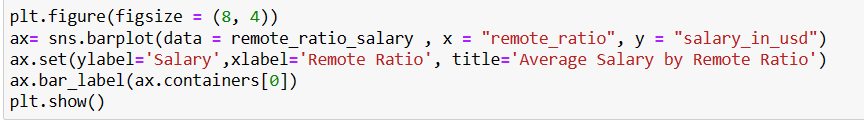 plt.figure(figsize = (8, 4))
ax= sns.barplot(data = remote_ratio_salary , x = "remote_ratio", y = "salary_in_usd")
ax.set(ylabel='Salary',xlabel='Remote Ratio', title='Average Salary by Remote Ratio')
ax.bar_label(ax.containers[0])
plt.show()